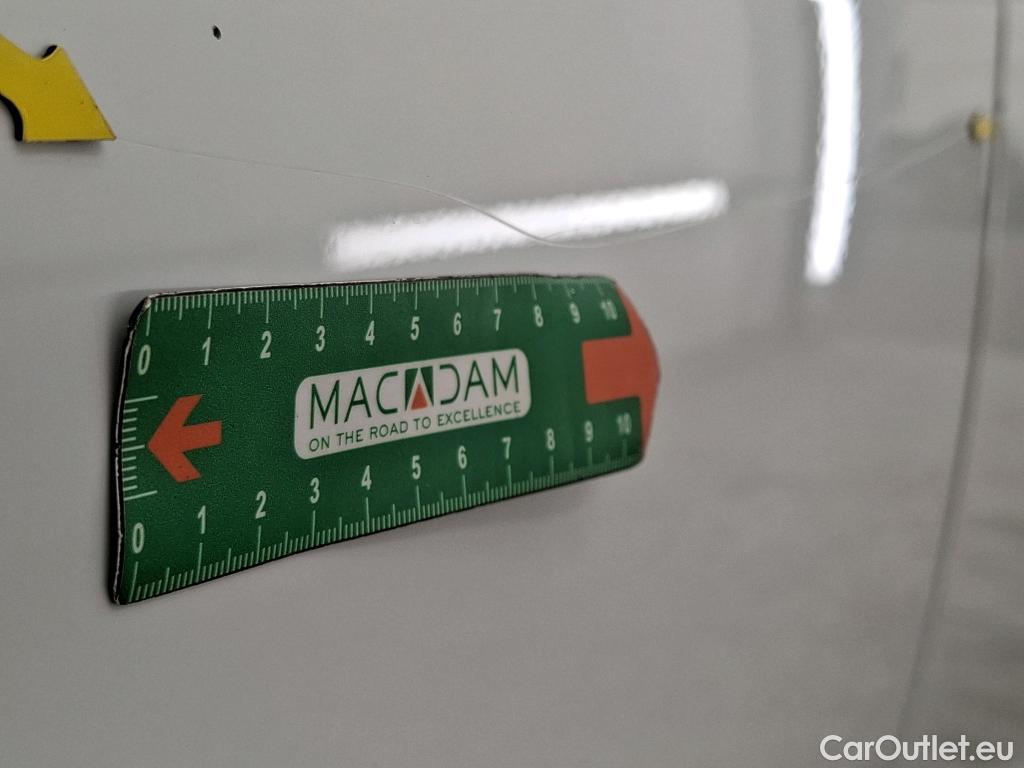 0 1 2 3 4 5 6 7 8 9 10
MACADAM
ON THE ROAD TO EXCELLENCE
0 1 2 3 4 5 6 7 8 9 10
CarOutlet.eu